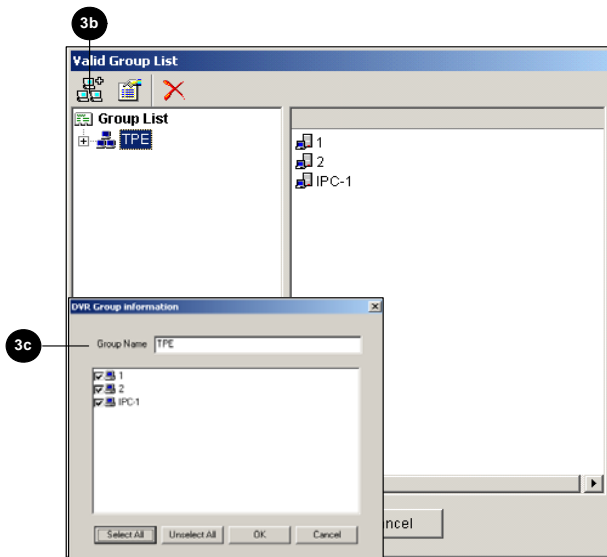 3b
Valid Group List
Group List
TPE
1
2
IPC-1
DVR Group information
3c
Group Name TPE
1
2
IPC-1
Select All Unselect All OK Cancel
ncel